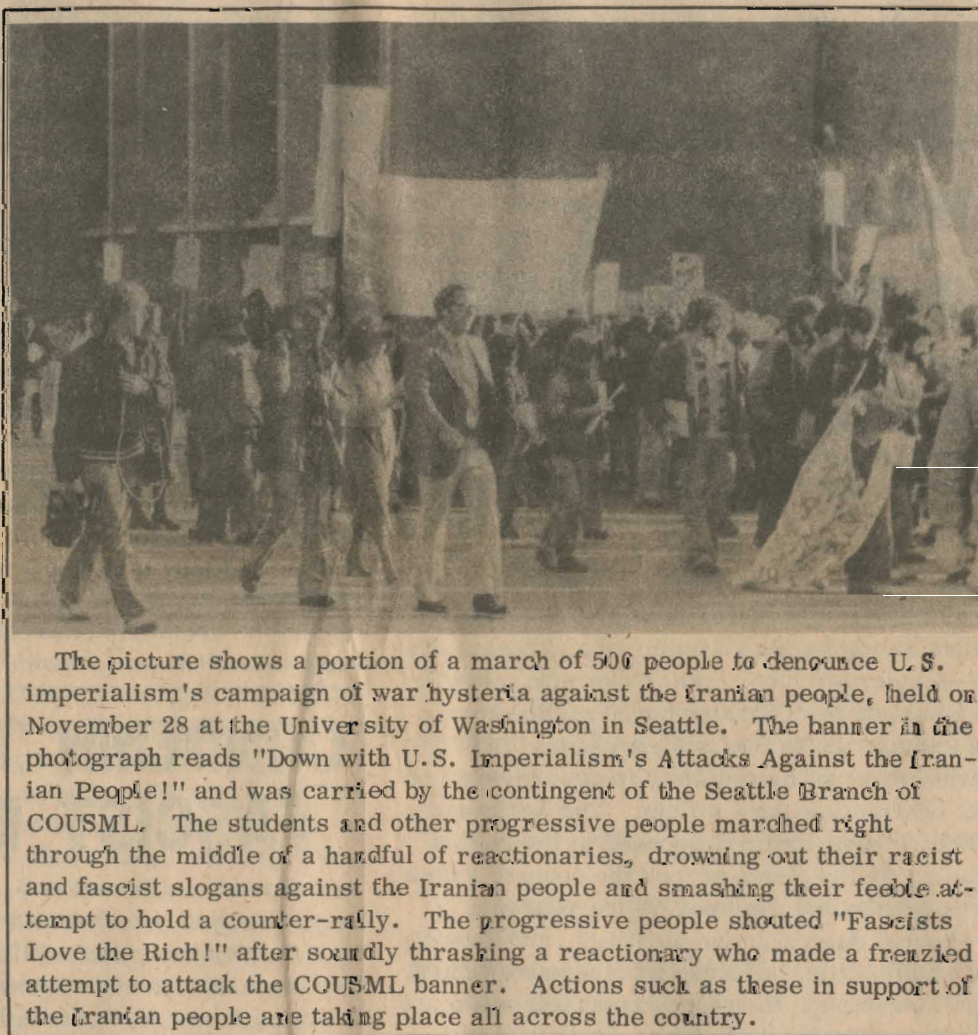 The picture shows a portion of a march of 500 people to denounce U.S.
imperialism's campaign of war hysteria against the Iranian people, held on
November 28 at the University of Washington in Seattle. The banner in the
photograph reads "Down with U.S. Imperialism's Attacks Against the Iran-
ian People!" and was carried by the contingent of the Seattle Branch of
COUSML. The students and other progressive people marched right
through the middle of a handful of reactionaries, drowning out their racist
and fascist slogans against the Iranian people and smashing their feeble at-
tempt to hold a counter-rally. The progressive people shouted "Fascists
Love the Rich!" after soundly thrashing a reactionary who made a frenzied
attempt to attack the COUSML banner. Actions such as these in support of
the Iranian people are taking place all across the country.